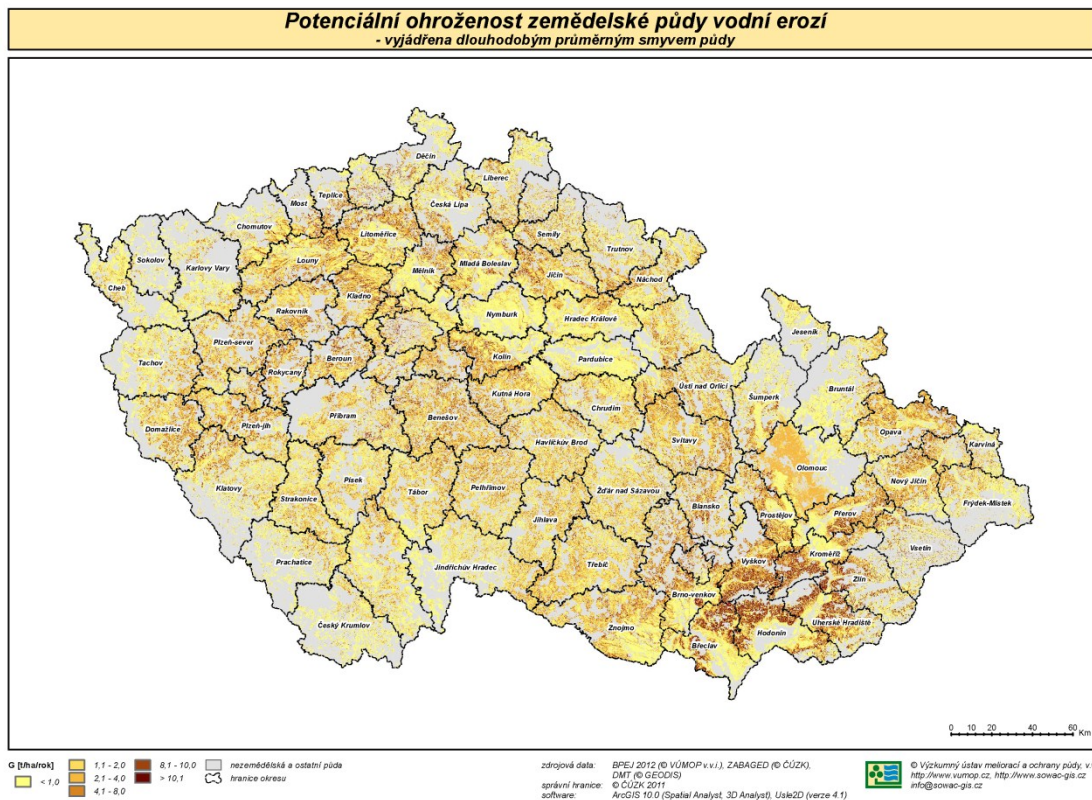 Potenciální ohroženost zemědelské půdy vodní erozí
- vyjádřena dlouhodobým průměrným smyvem půdy
Děčín
Liberec
Teplice
Most
Česká Lípa
Chomutov
Litoměřice
Semily
Trutnov
Sokolov
Karlovy Vary
Louny
Mělník
Mladá Boleslav
Jičín
Náchod
Cheb
Kladno
Rakovník
Nymburk
Hradec Králové
Jeseník
Plzeň-sever
Beroun
Kolín
Pardubice
Tachov
Rokycany
Ústí nad Orlicí
Šumperk
Bruntál
Kutná Hora
Chrudim
Příbram
Benešov
Domažlice
Plzeň-jih
Opava
Havlíčkův Brod
Svitavy
Karviná
Olomouc
Klatovy
Písek
Tábor
Pelhřimov
Žďár nad Sázavou
Nový Jičín
Strakonice
Frýdek-Místek
Blansko
Prostějov
Přerov
Jihlava
Vsetín
Kroměříž
Prachatice
Jindřichův Hradec
Třebíč
Vyškov
Zlín
Brno-venkov
Český Krumlov
Znojmo
Uherské Hradiště
Hodonín
Břeclav
0 10 20 40 60
Km
G [t/ha/rok]
< 1,0
1,1 - 2,0
2,1 - 4,0
4,1 - 8,0
8,1 - 10,0
> 10,1
nezemědělská a ostatní půda
hranice okresu
zdrojová data: BPEJ 2012 (© VÚMOP v.v.i.), ZABAGED (© ČÚZK),
DMT (© GEODIS)
správní hranice: © ČÚZK 2011
software: ArcGIS 10.0 (Spatial Analyst, 3D Analyst), Usle2D (verze 4.1)
© Výzkumný ústav meliorací a ochrany půdy, v.
http://www.vumop.cz, http://www.sowac-gis.cz
info@sowac-gis.cz